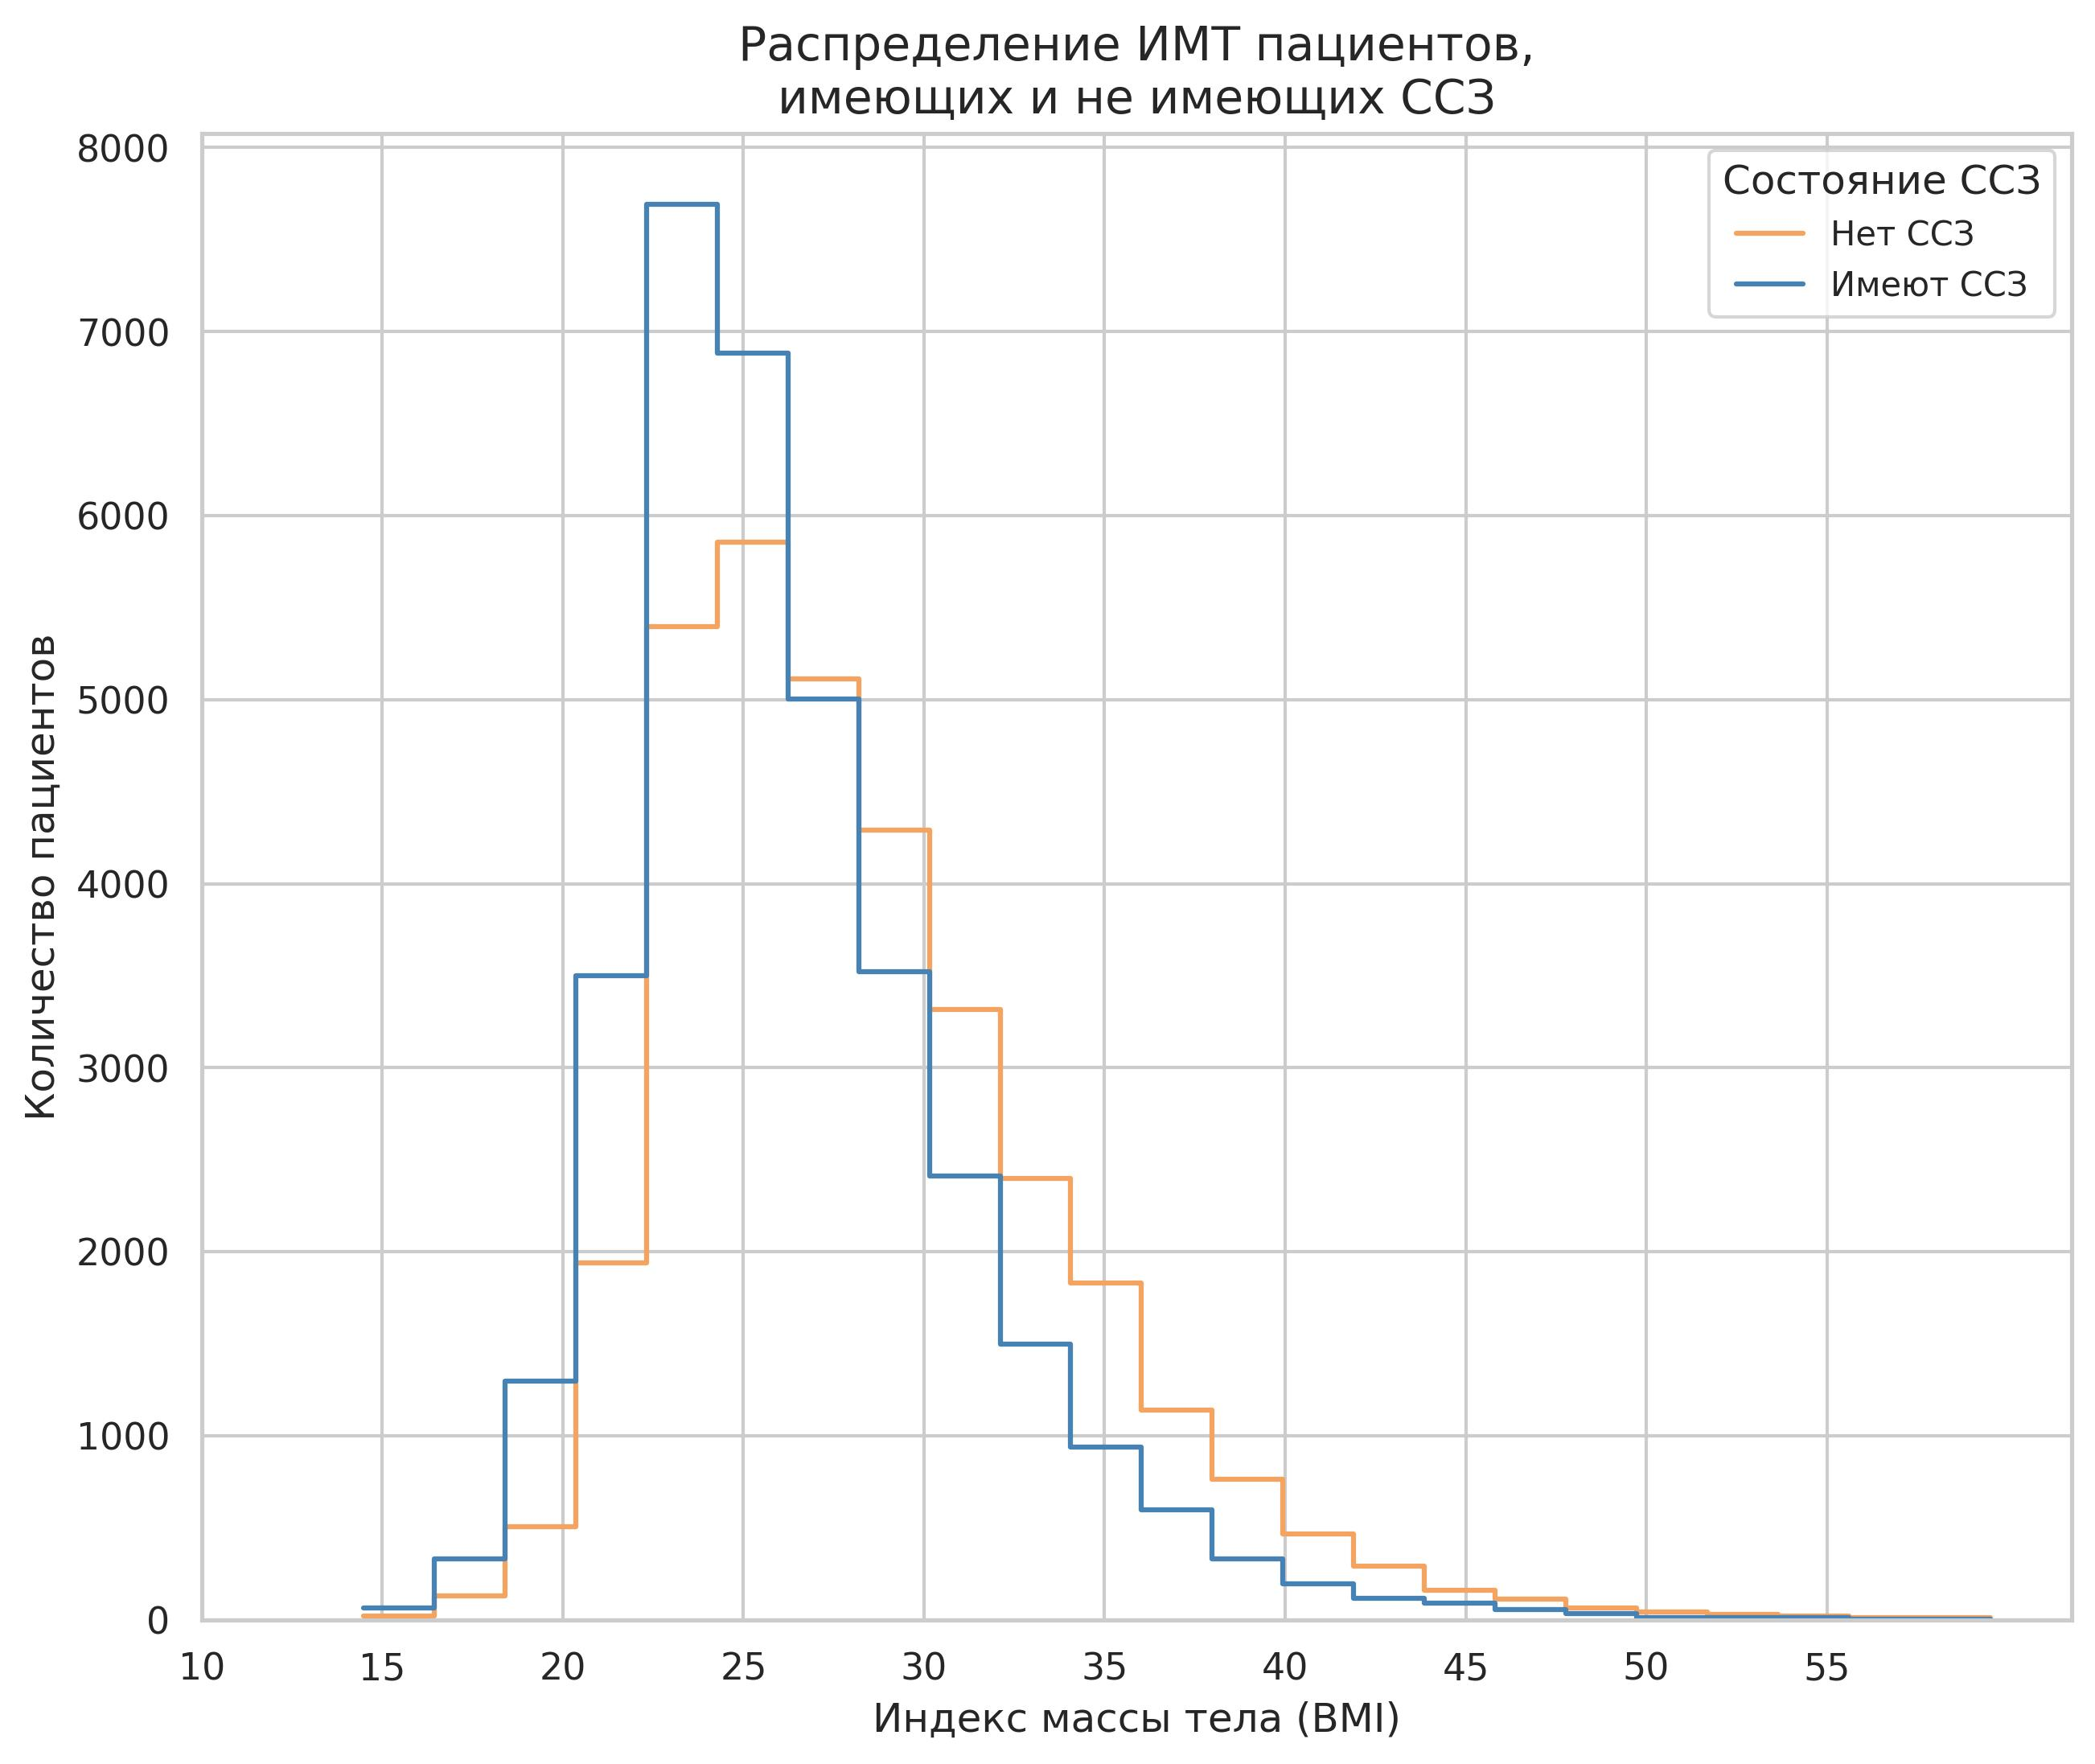 Распределение ИМТ пациентов,
имеющих и не имеющих ССЗ
Состояние ССЗ
Нет ССЗ
Имеют ССЗ
Количество пациентов
8000
7000
6000
5000
4000
3000
2000
1000
0
10 15 20 25 30 35 40 45 50 55
Индекс массы тела (BMI)